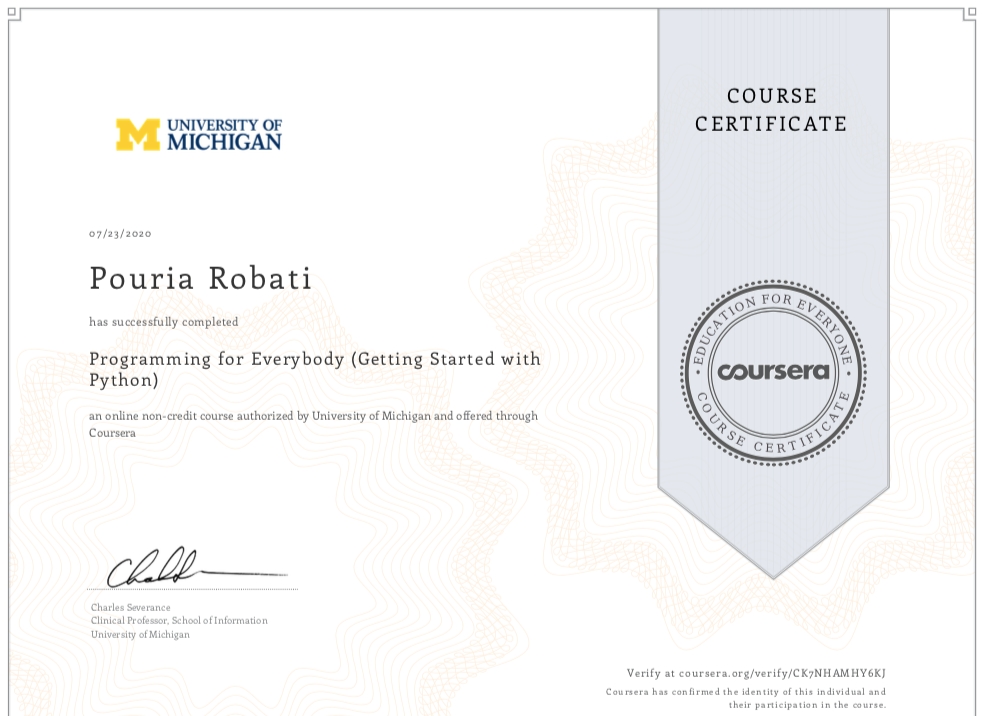 UNIVERSITY OF
MICHIGAN
07/23/2020
Pouria Robati
has successfully completed
Programming for Everybody (Getting Started with
Python)
an online non-credit course authorized by University of Michigan and offered through
Coursera
Charles Severance
Clinical Professor, School of Information
University of Michigan
COURSE
CERTIFICATE
EDUCATION FOR EVERYONE
coursera
COURSE CERTIFICATE
Verify at coursera.org/verify/CK7NHAMHY6KJ
Coursera has confirmed the identity of this individual and
their participation in the course.